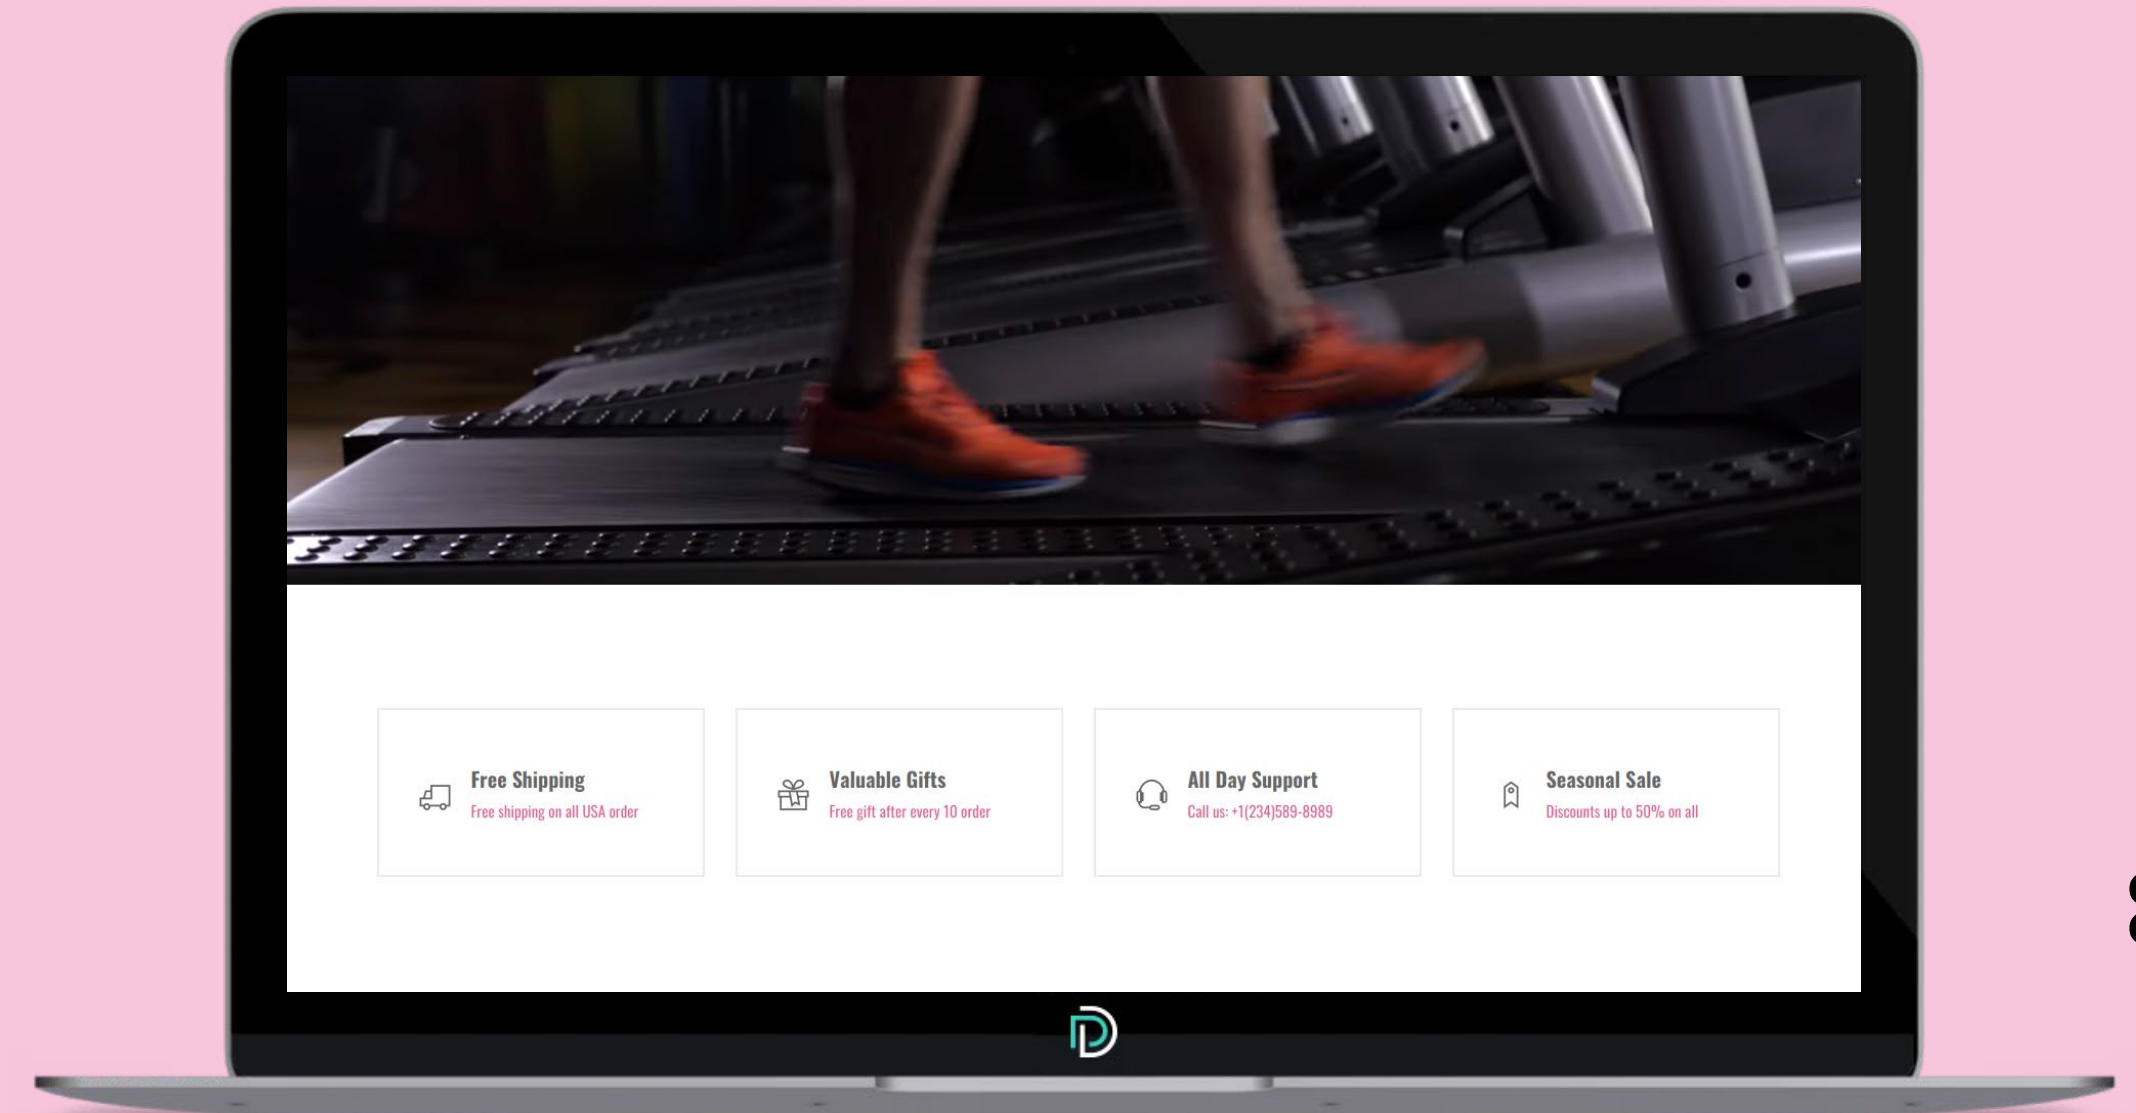 Free Shipping
Free shipping on all USA order
Valuable Gifts
Free gift after every 10 order
All Day Support
Call us: +1(234)589-8989
Seasonal Sale
Discounts up to 50% on all